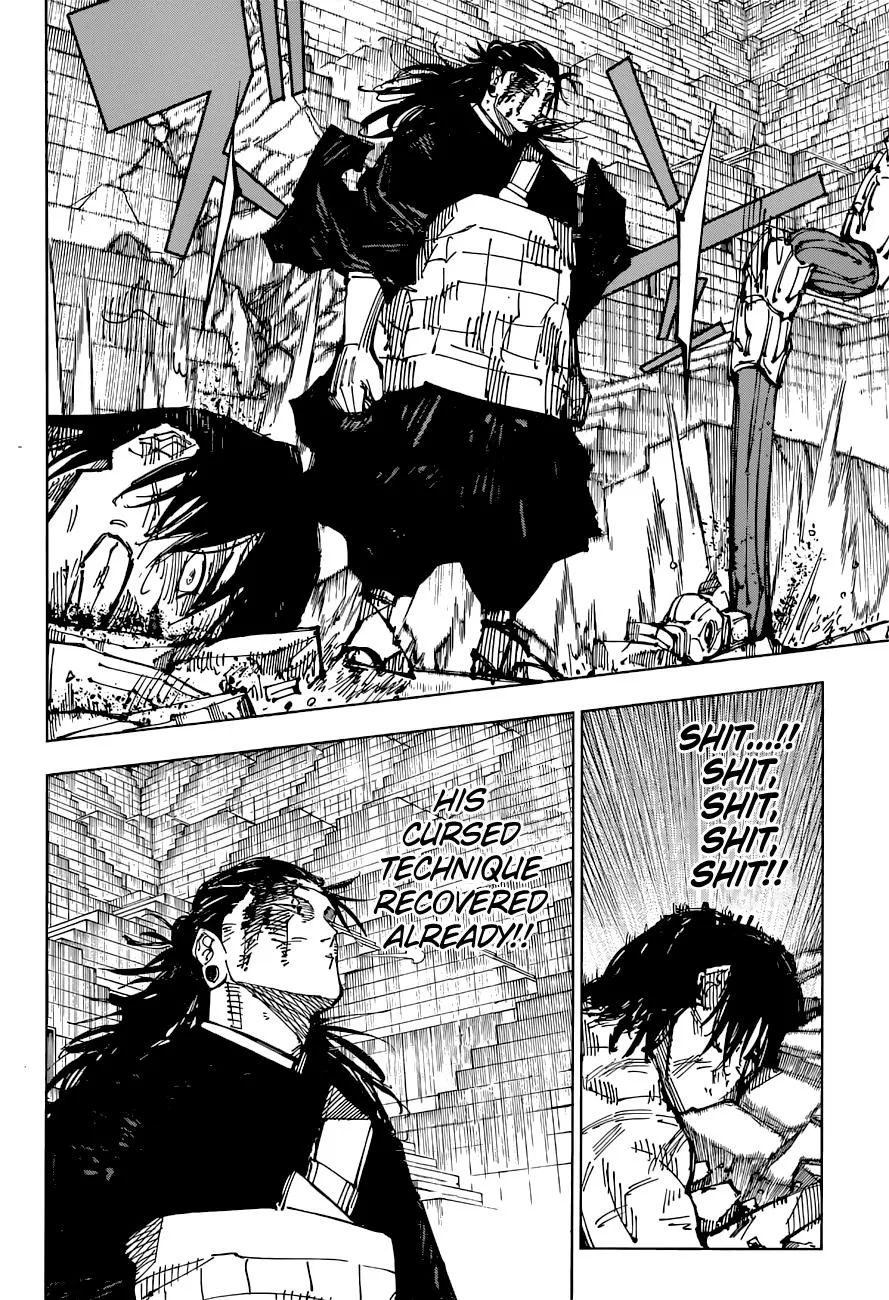 SHIT...!!
SHIT,
SHIT,
SHIT,
SHIT!!
HIS
CURSED
TECHNIQUE
RECOVERED
ALREADY!!